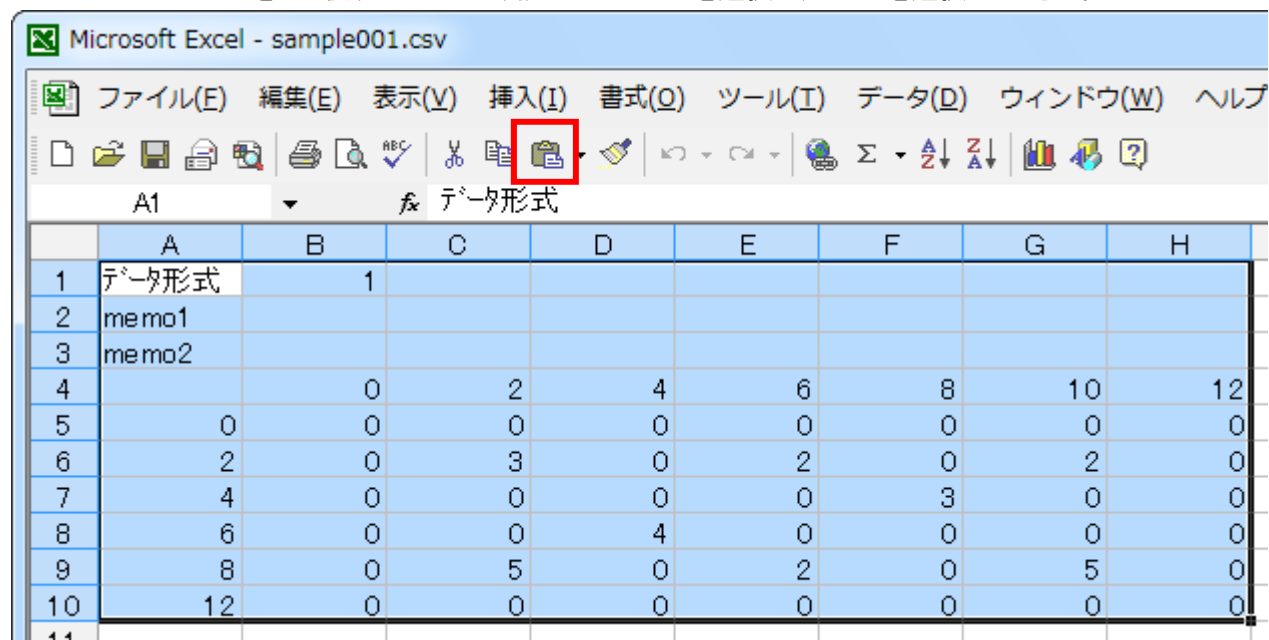 Microsoft Excel - sample001.csv
ファイル(F) 編集(E) 表示(V) 挿入(I) 書式(O) ツール(T) データ(D) ウィンドウ(W) ヘルプ
ABC Σ A Z Z A
A1 fx ﾃﾞｰﾀ形式
A B C D E F G H
1 ﾃﾞｰﾀ形式 1
2 memo1
3 memo2
4 0 2 4 6 8 10 12
5 0 0 0 0 0 0 0 0
6 2 0 3 0 2 0 2 0
7 4 0 0 0 0 3 0 0
8 6 0 0 4 0 0 0 0
9 8 0 5 0 2 0 5 0
10 12 0 0 0 0 0 0 0